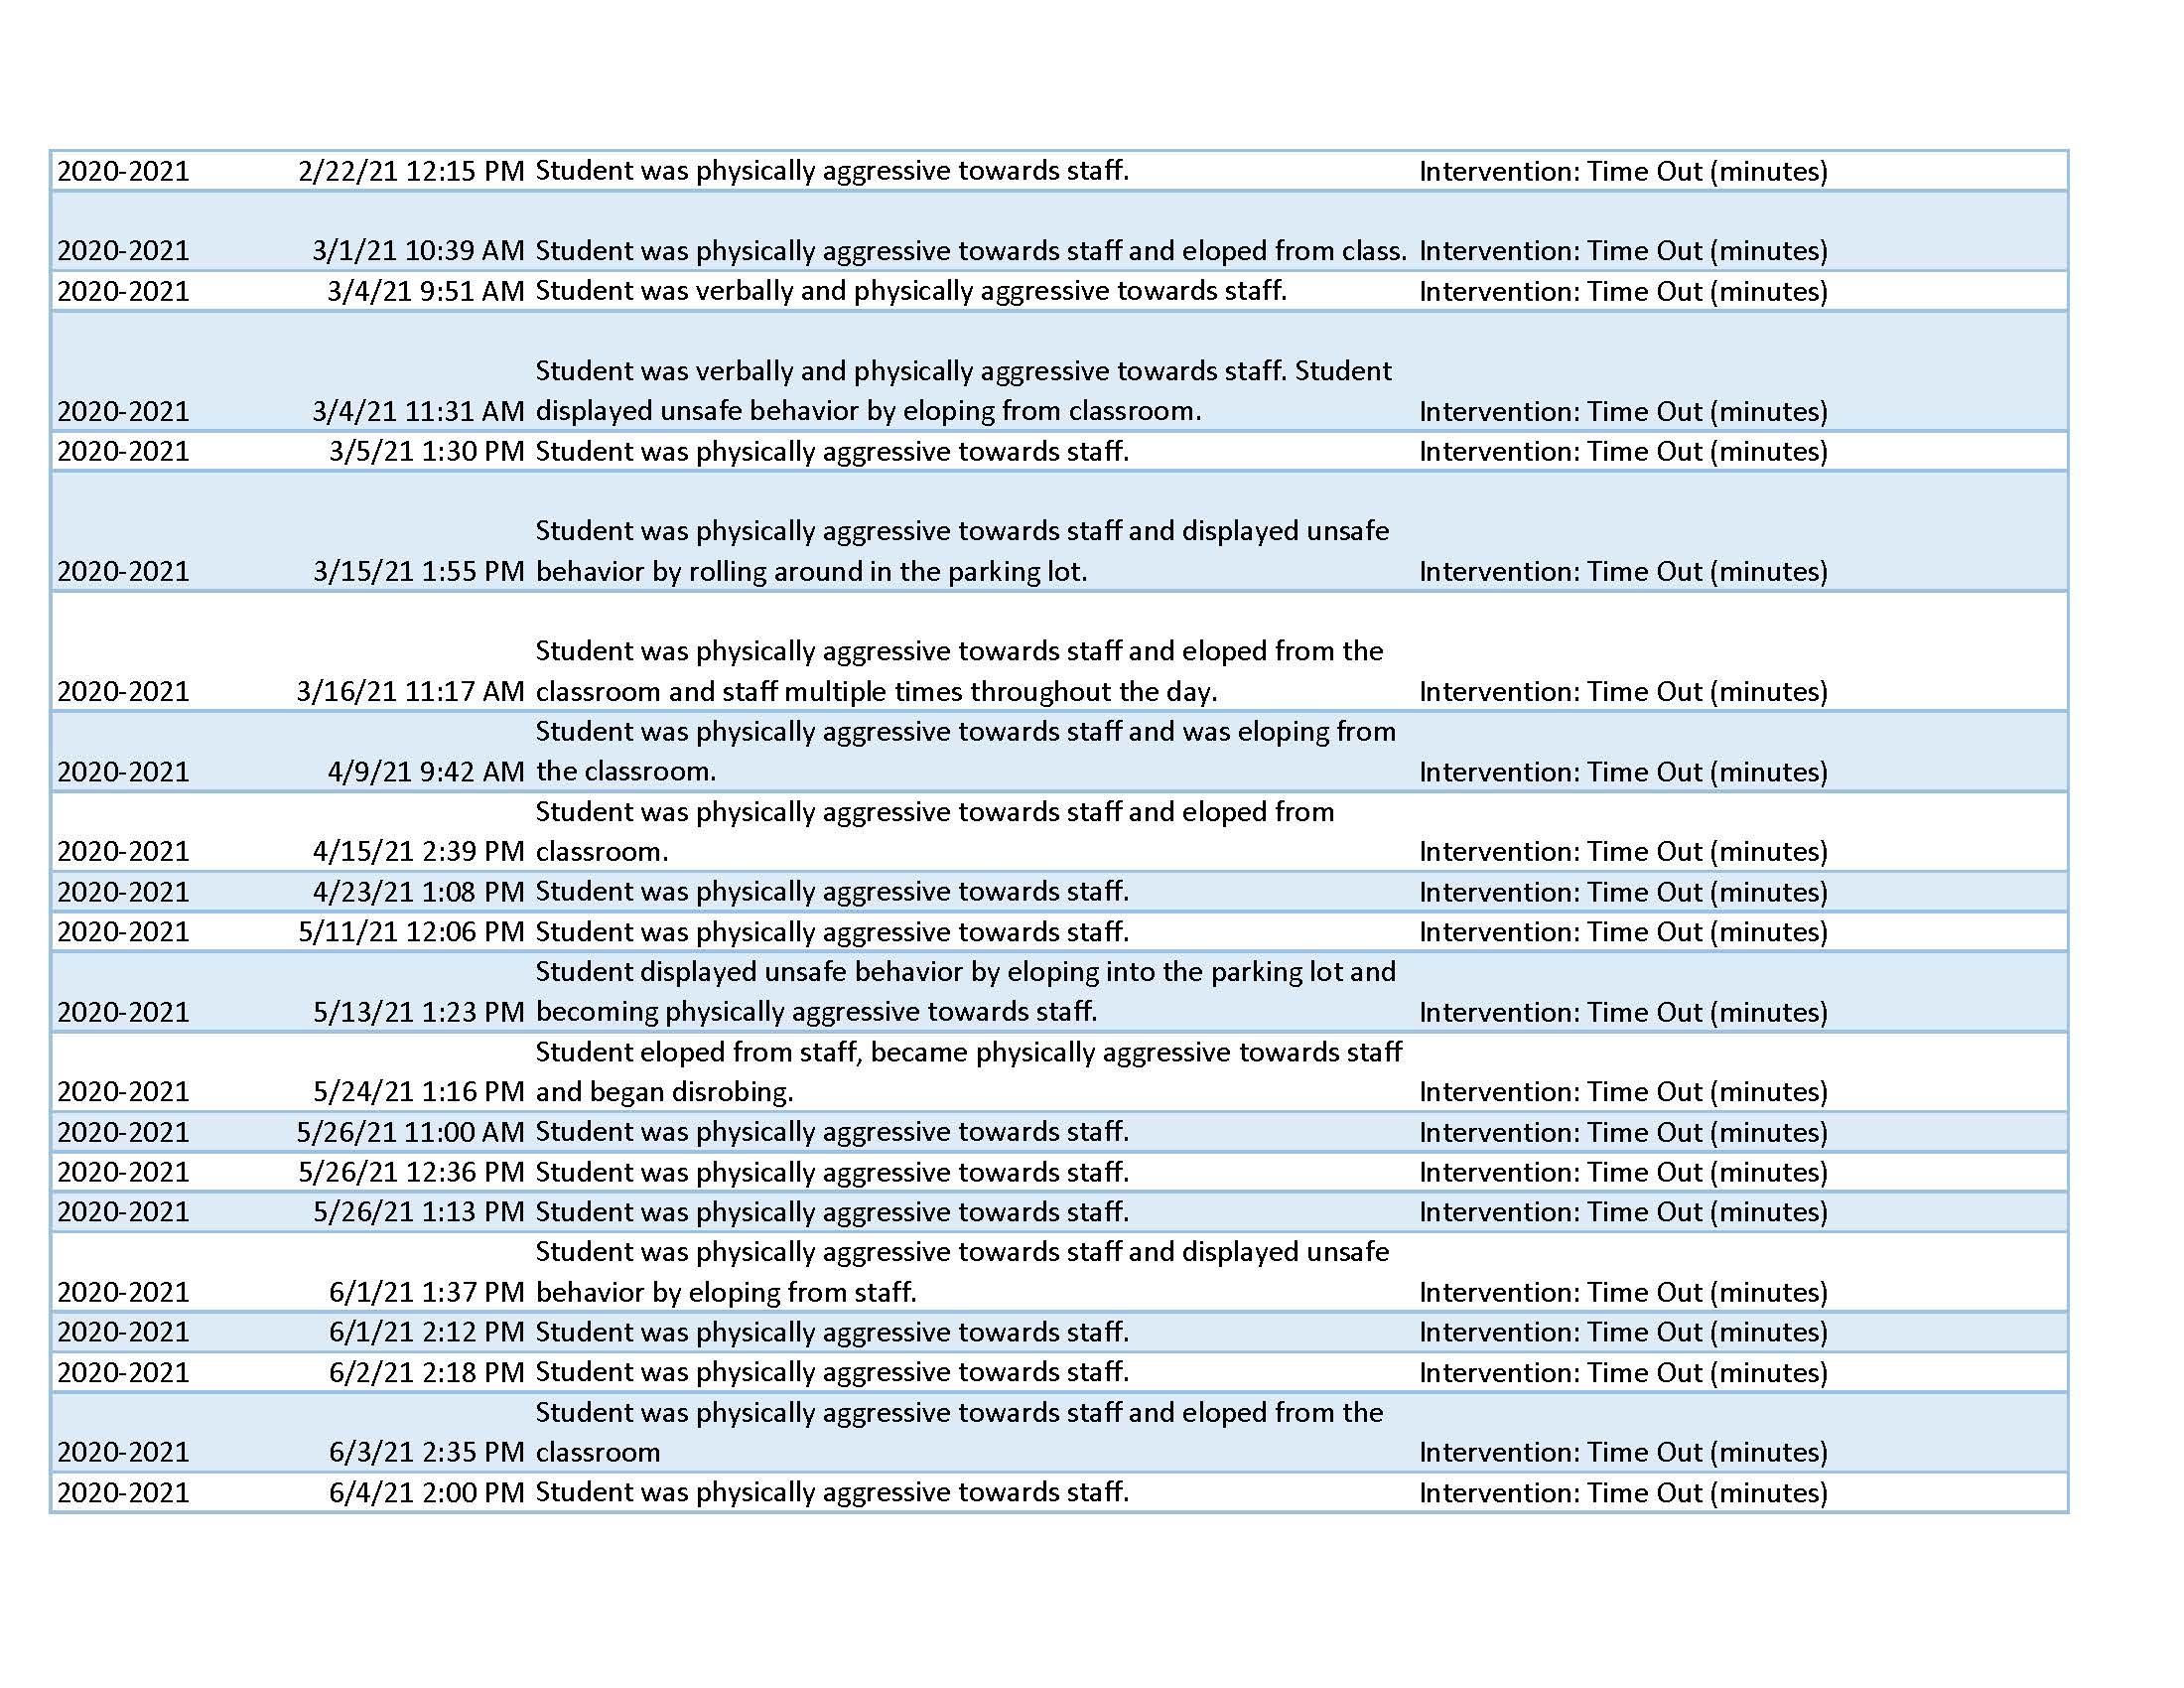 2020-2021 2/22/21 12:15 PM Student was physically aggressive towards staff. Intervention: Time Out (minutes)
2020-2021 3/1/21 10:39 AM Student was physically aggressive towards staff and eloped from class. Intervention: Time Out (minutes)
2020-2021 3/4/21 9:51 AM Student was verbally and physically aggressive towards staff. Intervention: Time Out (minutes)
Student was verbally and physically aggressive towards staff. Student
2020-2021 3/4/21 11:31 AM displayed unsafe behavior by eloping from classroom. Intervention: Time Out (minutes)
2020-2021 3/5/21 1:30 PM Student was physically aggressive towards staff. Intervention: Time Out (minutes)
Student was physically aggressive towards staff and displayed unsafe
2020-2021 3/15/21 1:55 PM behavior by rolling around in the parking lot. Intervention: Time Out (minutes)
Student was physically aggressive towards staff and eloped from the
2020-2021 3/16/21 11:17 AM classroom and staff multiple times throughout the day. Intervention: Time Out (minutes)
Student was physically aggressive towards staff and was eloping from
2020-2021 4/9/21 9:42 AM the classroom. Intervention: Time Out (minutes)
Student was physically aggressive towards staff and eloped from
2020-2021 4/15/21 2:39 PM classroom. Intervention: Time Out (minutes)
2020-2021 4/23/21 1:08 PM Student was physically aggressive towards staff. Intervention: Time Out (minutes)
2020-2021 5/11/21 12:06 PM Student was physically aggressive towards staff. Intervention: Time Out (minutes)
Student displayed unsafe behavior by eloping into the parking lot and
2020-2021 5/13/21 1:23 PM becoming physically aggressive towards staff. Intervention: Time Out (minutes)
Student eloped from staff, became physically aggressive towards staff
2020-2021 5/24/21 1:16 PM and began disrobing. Intervention: Time Out (minutes)
2020-2021 5/26/21 11:00 AM Student was physically aggressive towards staff. Intervention: Time Out (minutes)
2020-2021 5/26/21 12:36 PM Student was physically aggressive towards staff. Intervention: Time Out (minutes)
2020-2021 5/26/21 1:13 PM Student was physically aggressive towards staff. Intervention: Time Out (minutes)
Student was physically aggressive towards staff and displayed unsafe
2020-2021 6/1/21 1:37 PM behavior by eloping from staff. Intervention: Time Out (minutes)
2020-2021 6/1/21 2:12 PM Student was physically aggressive towards staff. Intervention: Time Out (minutes)
2020-2021 6/2/21 2:18 PM Student was physically aggressive towards staff. Intervention: Time Out (minutes)
Student was physically aggressive towards staff and eloped from the
2020-2021 6/3/21 2:35 PM classroom Intervention: Time Out (minutes)
2020-2021 6/4/21 2:00 PM Student was physically aggressive towards staff. Intervention: Time Out (minutes)